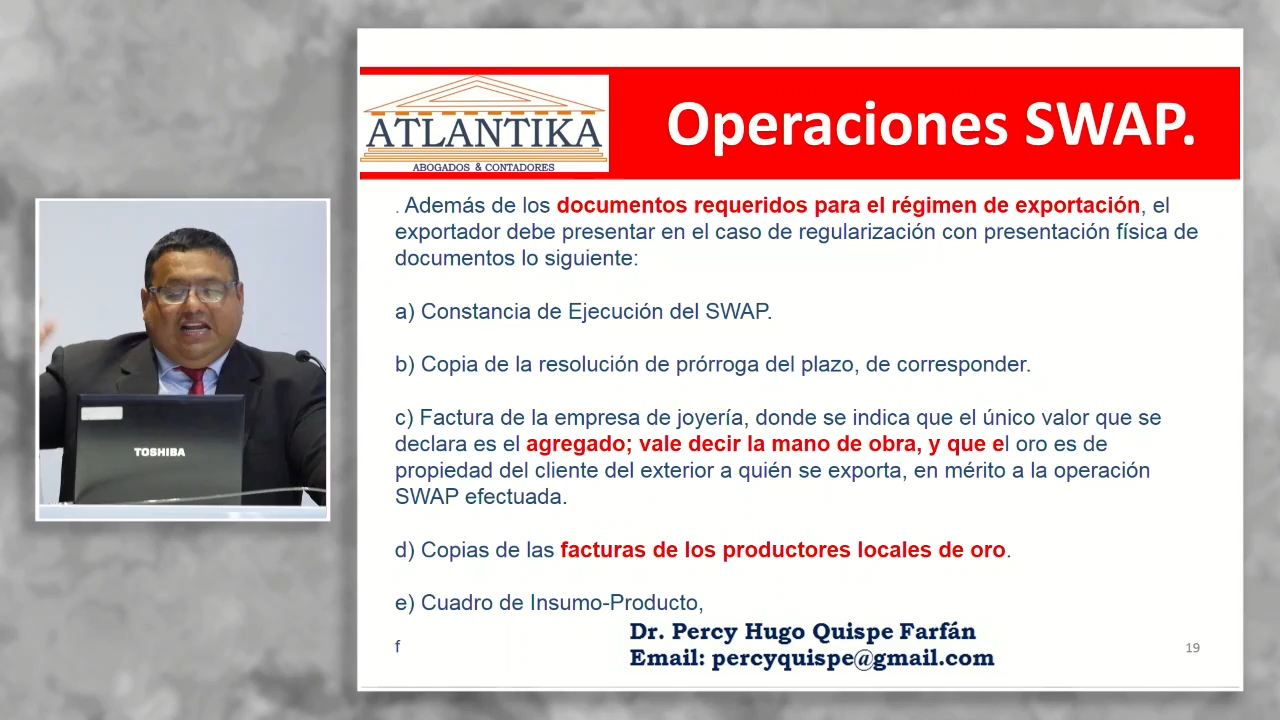 ATLANTIKA
ABOGADOS & CONTADORES
Operaciones SWAP.
. Además de los documentos requeridos para el régimen de exportación, el
exportador debe presentar en el caso de regularización con presentación física de
documentos lo siguiente:
a) Constancia de Ejecución del SWAP.
b) Copia de la resolución de prórroga del plazo, de corresponder.
c) Factura de la empresa de joyería, donde se indica que el único valor que se
declara es el agregado; vale decir la mano de obra, y que el oro es de
propiedad del cliente del exterior a quién se exporta, en mérito a la operación
SWAP efectuada.
d) Copias de las facturas de los productores locales de oro.
e) Cuadro de Insumo-Producto,
f
Dr. Percy Hugo Quispe Farfán
Email: percyquispe@gmail.com
19
TOSHIBA